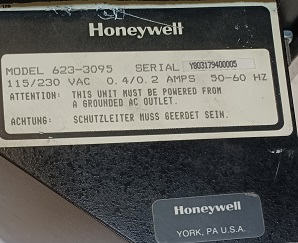 Honeywell
MODEL 623-3095 SERIAL Y803179400005
115/230 VAC 0.4/0.2 AMPS 50-60 HZ
ATTENTION: THIS UNIT MUST BE POWERED FROM
A GROUNDED AC OUTLET.
ACHTUNG: SCHUTZLEITER MUSS GEERDET SEIN.
Honeywell
YORK, PA U.S.A.